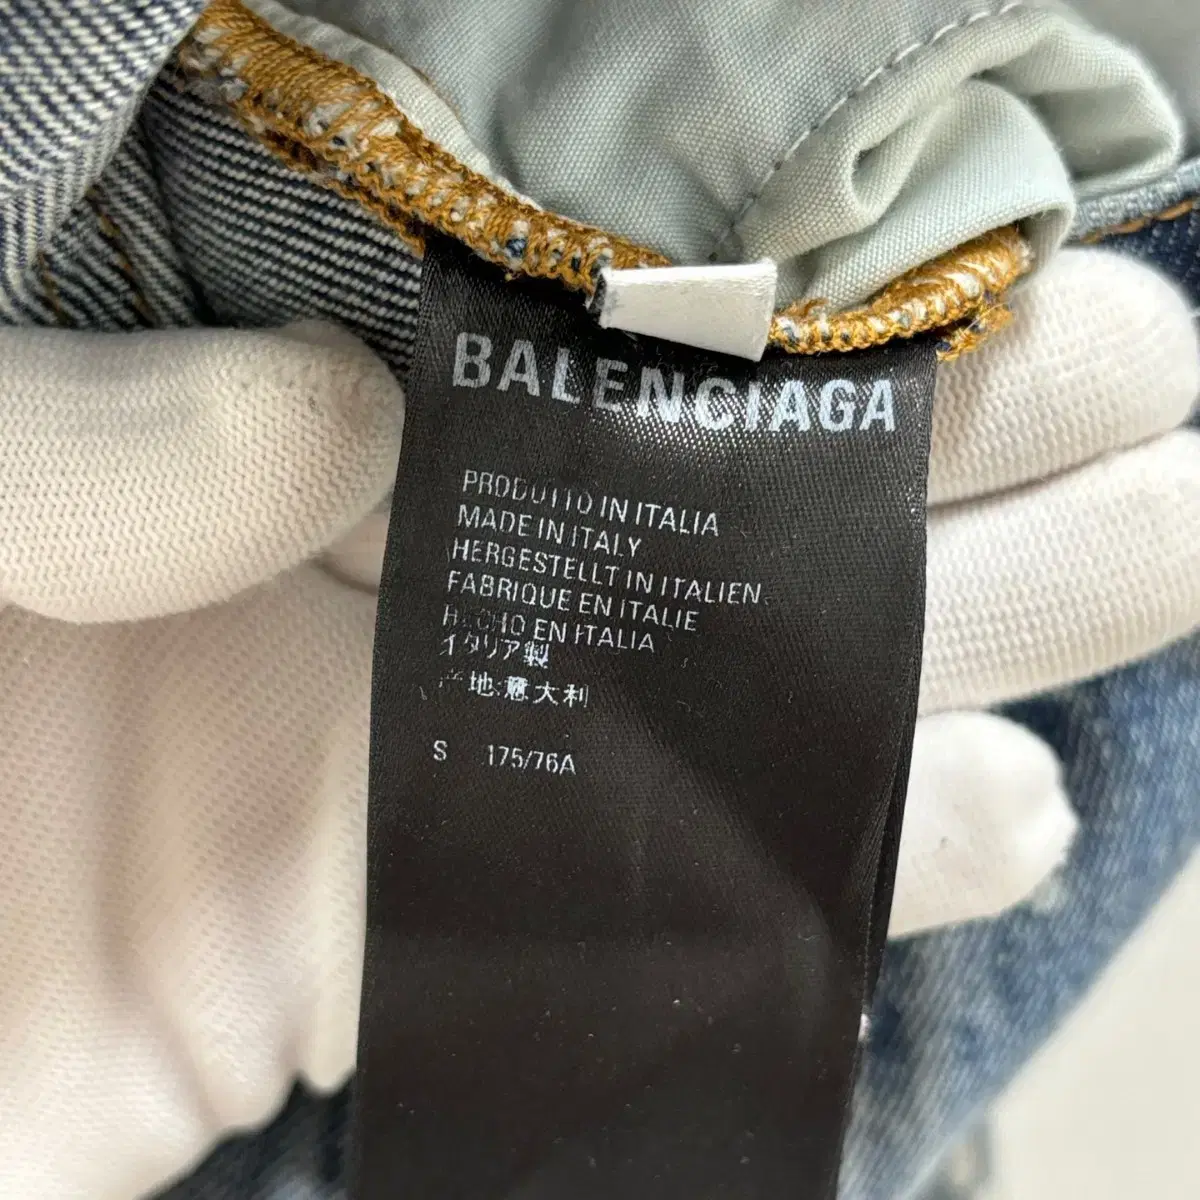 BALENCIAGA
PRODOTTO IN ITALIA
MADE IN ITALY
HERGESTELLT IN ITALIEN
FABRIQUE EN ITALIE
HECHO EN ITALIA
イタリア製
产地:意大利
S 175/76A